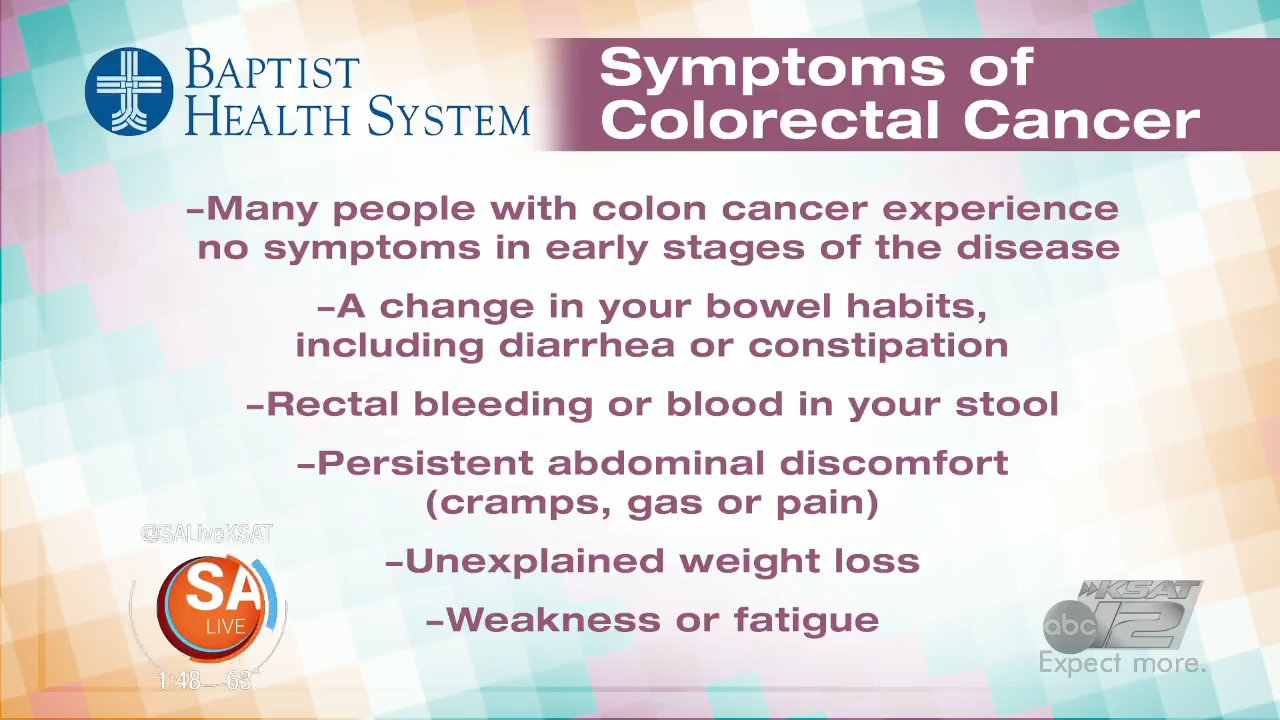 BAPTIST
HEALTH SYSTEM
Symptoms of
Colorectal Cancer
–Many people with colon cancer experience
no symptoms in early stages of the disease
–A change in your bowel habits,
including diarrhea or constipation
–Rectal bleeding or blood in your stool
–Persistent abdominal discomfort
(cramps, gas or pain)
–Unexplained weight loss
–Weakness or fatigue
@SALiveKSAT
SA
LIVE
1:48 63
KSAT
abc 12
Expect more.